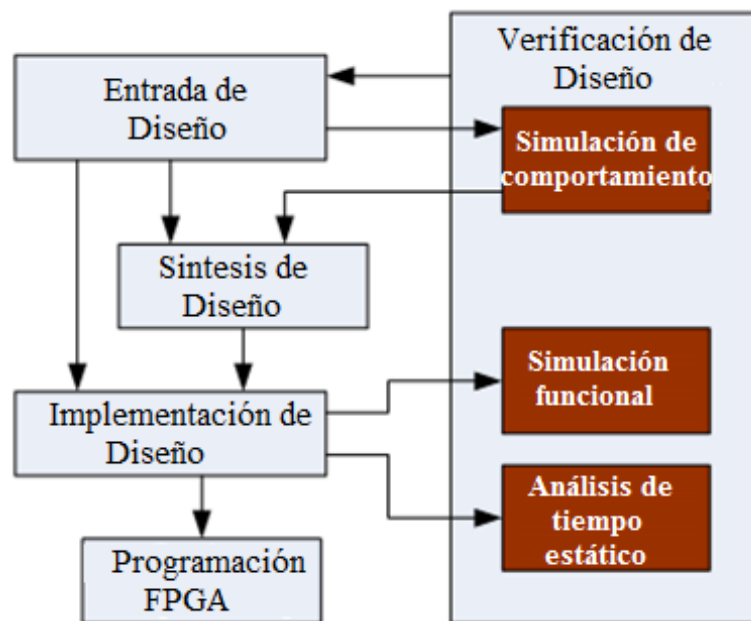 Entrada de
Diseño
Verificación de
Diseño
Simulación de
comportamiento
Sintesis de
Diseño
Implementación de
Diseño
Simulación
funcional
Análisis de
tiempo
estático
Programación
FPGA